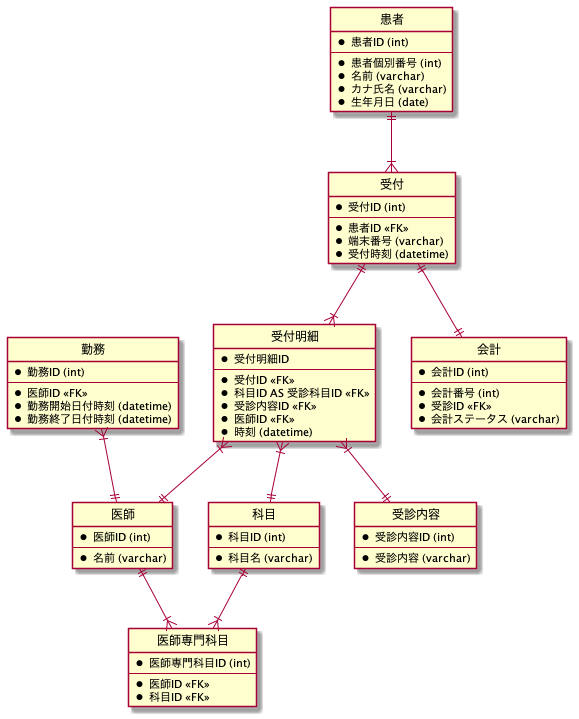 患者
患者ID (int)
患者個別番号 (int)
名前 (varchar)
カナ氏名 (varchar)
生年月日 (date)
受付
受付ID (int)
患者ID «FK»
端末番号 (varchar)
受付時刻 (datetime)
勤務
勤務ID (int)
医師ID «FK»
勤務開始日付時刻 (datetime)
勤務終了日付時刻 (datetime)
受付明細
受付明細ID
受付ID «FK»
科目ID AS 受診科目ID «FK»
受診内容ID «FK»
医師ID «FK»
時刻 (datetime)
会計
会計ID (int)
会計番号 (int)
受診ID «FK»
会計ステータス (varchar)
医師
医師ID (int)
名前 (varchar)
科目
科目ID (int)
科目名 (varchar)
受診内容
受診内容ID (int)
受診内容 (varchar)
医師専門科目
医師専門科目ID (int)
医師ID «FK»
科目ID «FK»